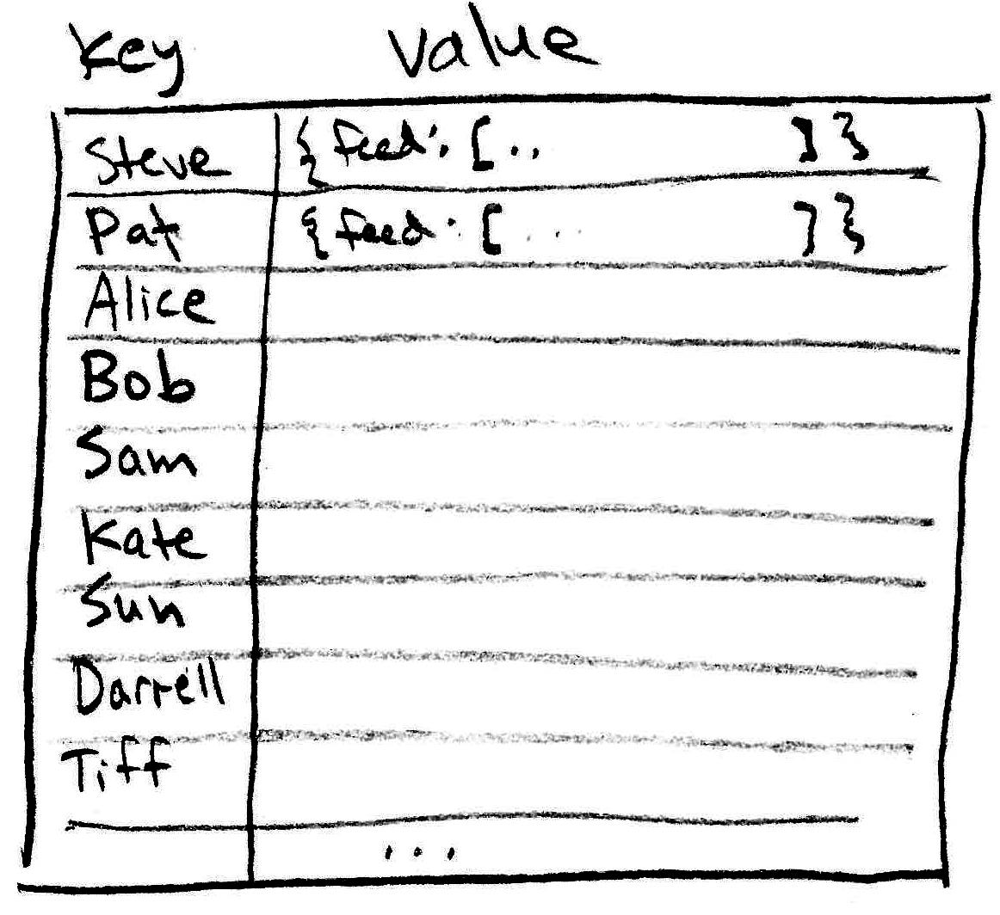 Key Value
Steve {feed: [.. ]}
Pat {feed: [... ]}
Alice
Bob
Sam
Kate
Sun
Darrell
Tiff
...